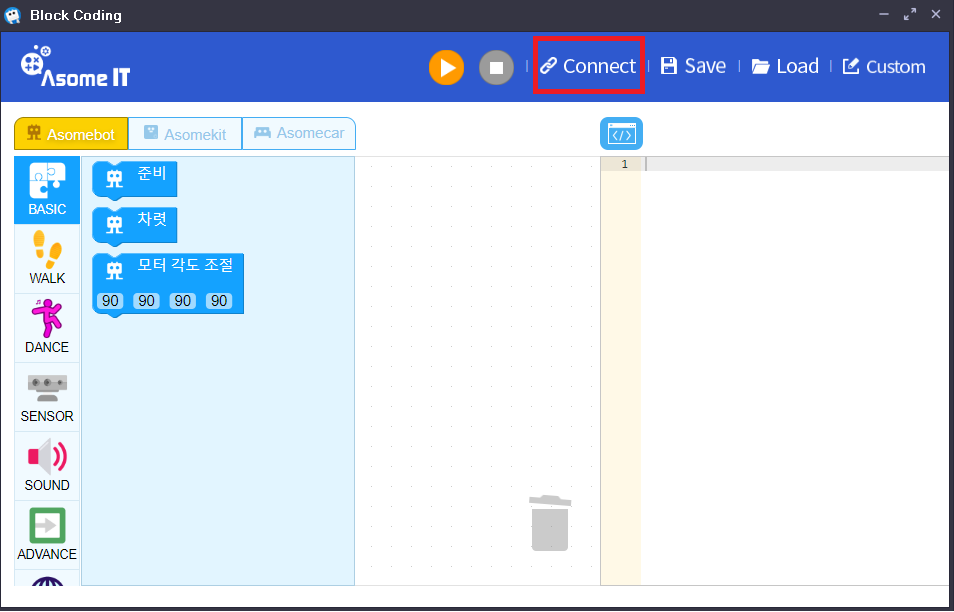 Block Coding
Asome IT
Connect
Save
Load
Custom
Asomebot
Asomekit
Asomecar
BASIC
WALK
DANCE
SENSOR
SOUND
ADVANCE
준비
차렷
모터 각도 조절
90 90 90 90
</>
1